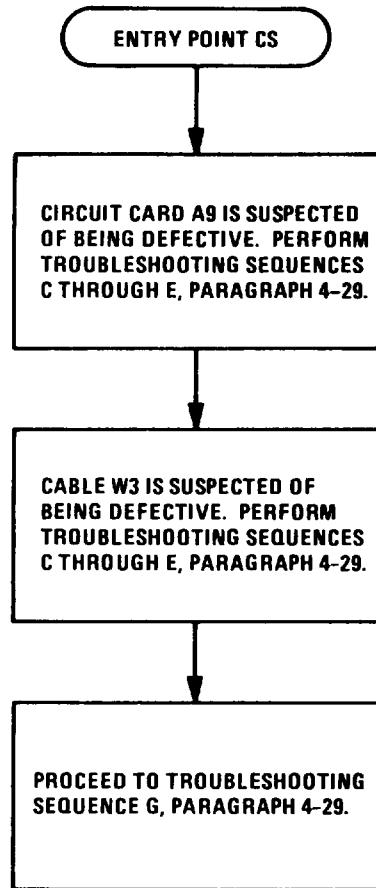 ENTRY POINT CS
CIRCUIT CARD A9 IS SUSPECTED
OF BEING DEFECTIVE. PERFORM
TROUBLESHOOTING SEQUENCES
C THROUGH E, PARAGRAPH 4-29.
CABLE W3 IS SUSPECTED OF
BEING DEFECTIVE. PERFORM
TROUBLESHOOTING SEQUENCES
C THROUGH E, PARAGRAPH 4-29.
PROCEED TO TROUBLESHOOTING
SEQUENCE G, PARAGRAPH 4-29.